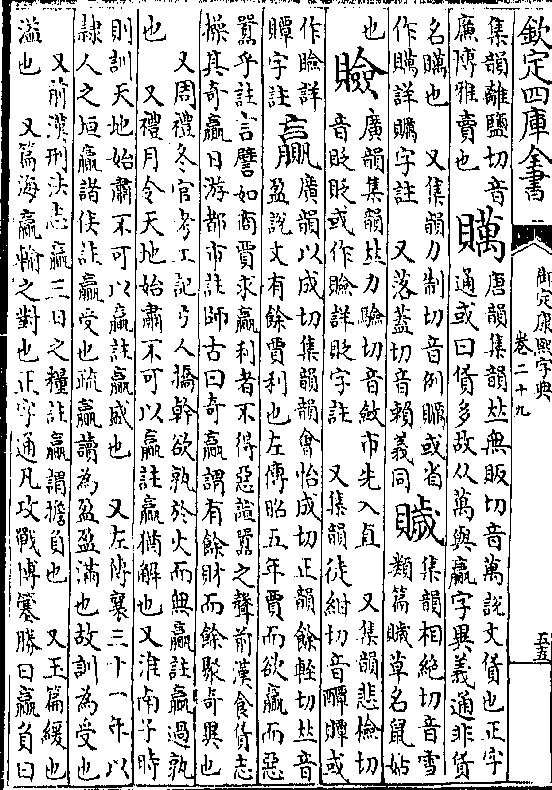 欽定四庫全書 御定康熙字典 卷二十九 五五
集韻離鹽切音
廉博雅賣也
贎
唐韻集韻𠀤無販切音萬說文貨也正字
通或曰貨多故从萬與贏字異義通非貨
名贎也 又集韻力制切音例贎或省
作贎詳贎字註 又落蓋切音賴義同
集韻相絶切音雪
類篇草名鼠姑
也
廣韻集韻𠀤力驗切音斂市先入直 又集韻悲檢切
音貶貶或作詳貶字註 又集韻徒紺切音醰賧或
作詳
賧字註
贏
廣韻以成切集韻韻會怡成切正韻餘輕切𠀤音
盈說文有餘賈利也左傳昭五年賈而欲贏而惡
囂乎註言譬如商賈求贏利者不得惡諠囂之聲前漢食貨志
操其奇贏日游都市註師古曰奇贏謂有餘財而餘聚奇異也
又周禮冬官考工記弓人撟幹欲孰於火而無贏註贏過孰
也 又禮月令天地始肅不可以贏註贏猶解也又淮南子時
則訓天地始肅不可以贏註贏盛也 又左傳襄三十一年以
隸人之垣贏諸侯註贏受也疏贏讀為盈盈滿也故訓為受也
又前漢刑法志贏三日之糧註贏謂擔負也 又玉篇緩也
溢也 又篇海贏輸之對也正字通凡攻戰博簺勝曰贏負曰